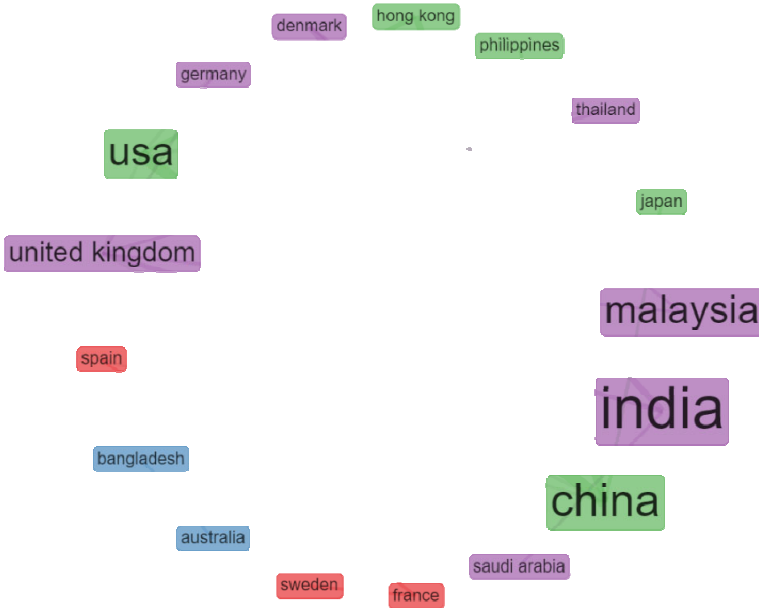 hong kong
denmark
philippines
germany
thailand
usa
japan
united kingdom
malaysia
spain
india
bangladesh
china
australia
saudi arabia
sweden
france